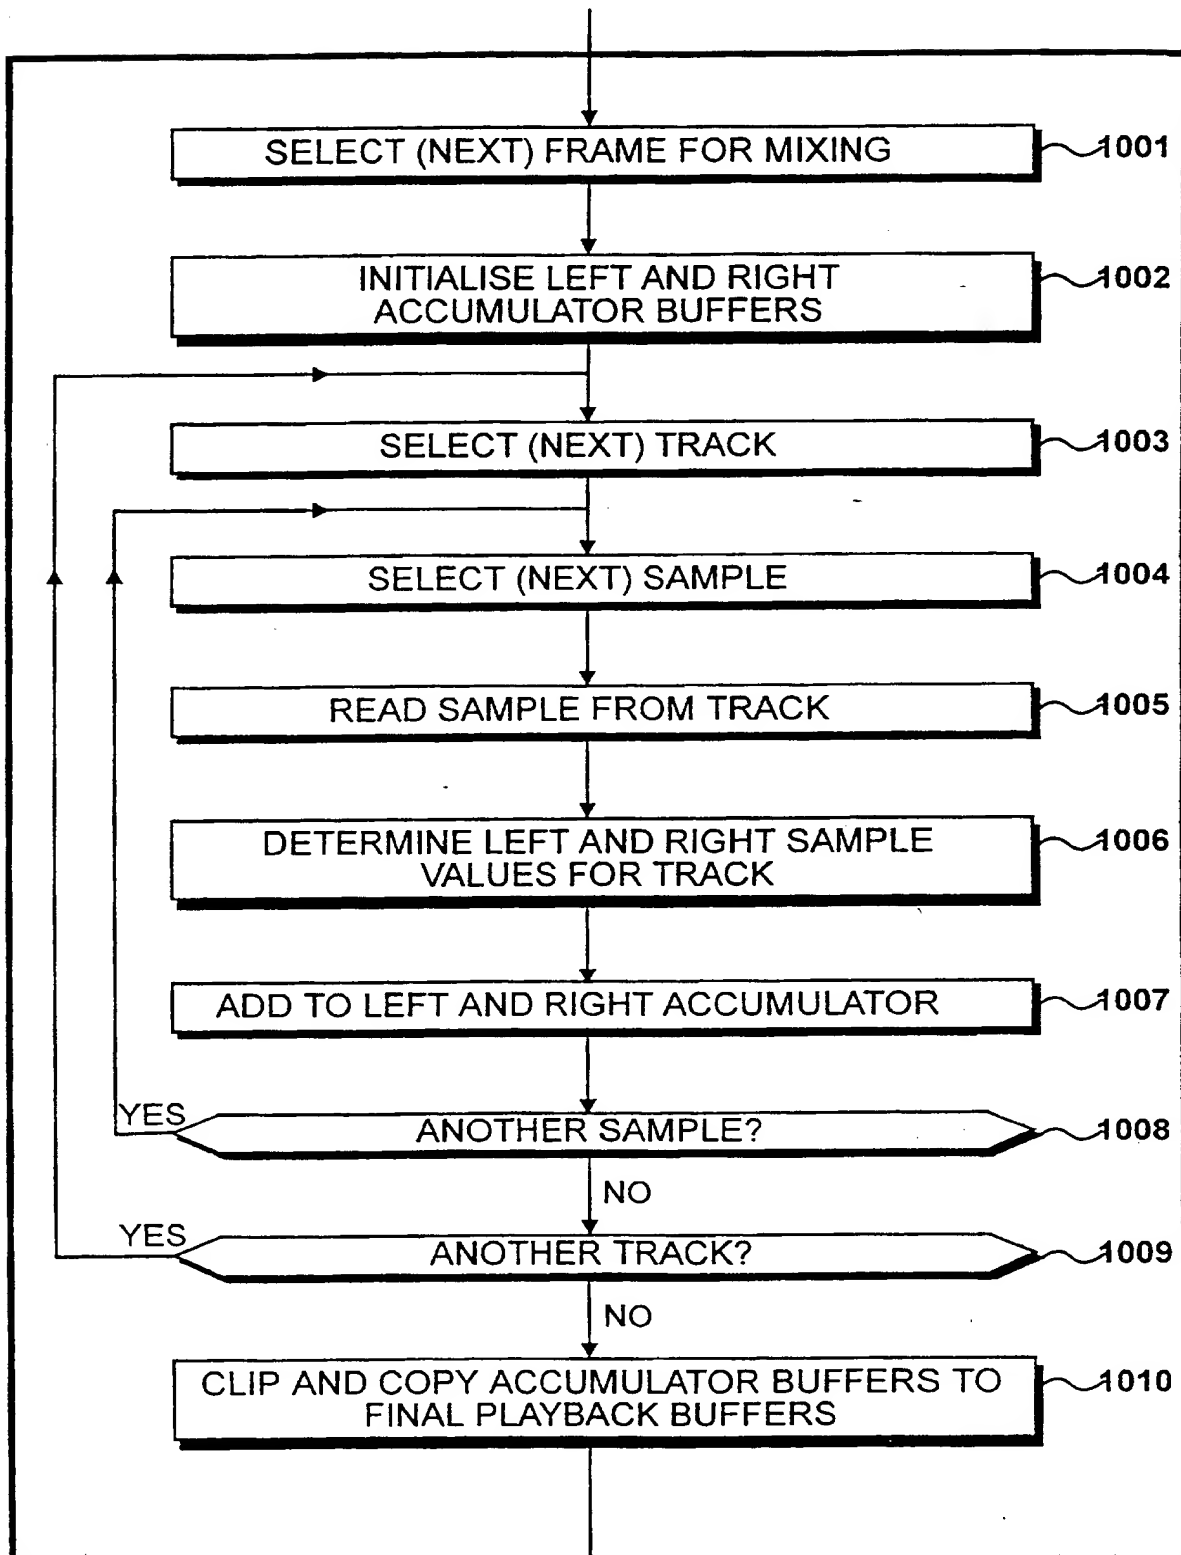 SELECT (NEXT) FRAME FOR MIXING
1001
INITIALISE LEFT AND RIGHT
ACCUMULATOR BUFFERS
1002
SELECT (NEXT) TRACK
1003
SELECT (NEXT) SAMPLE
1004
READ SAMPLE FROM TRACK
1005
DETERMINE LEFT AND RIGHT SAMPLE
VALUES FOR TRACK
1006
ADD TO LEFT AND RIGHT ACCUMULATOR
1007
YES
ANOTHER SAMPLE?
1008
NO
YES
ANOTHER TRACK?
1009
NO
CLIP AND COPY ACCUMULATOR BUFFERS TO
FINAL PLAYBACK BUFFERS
1010